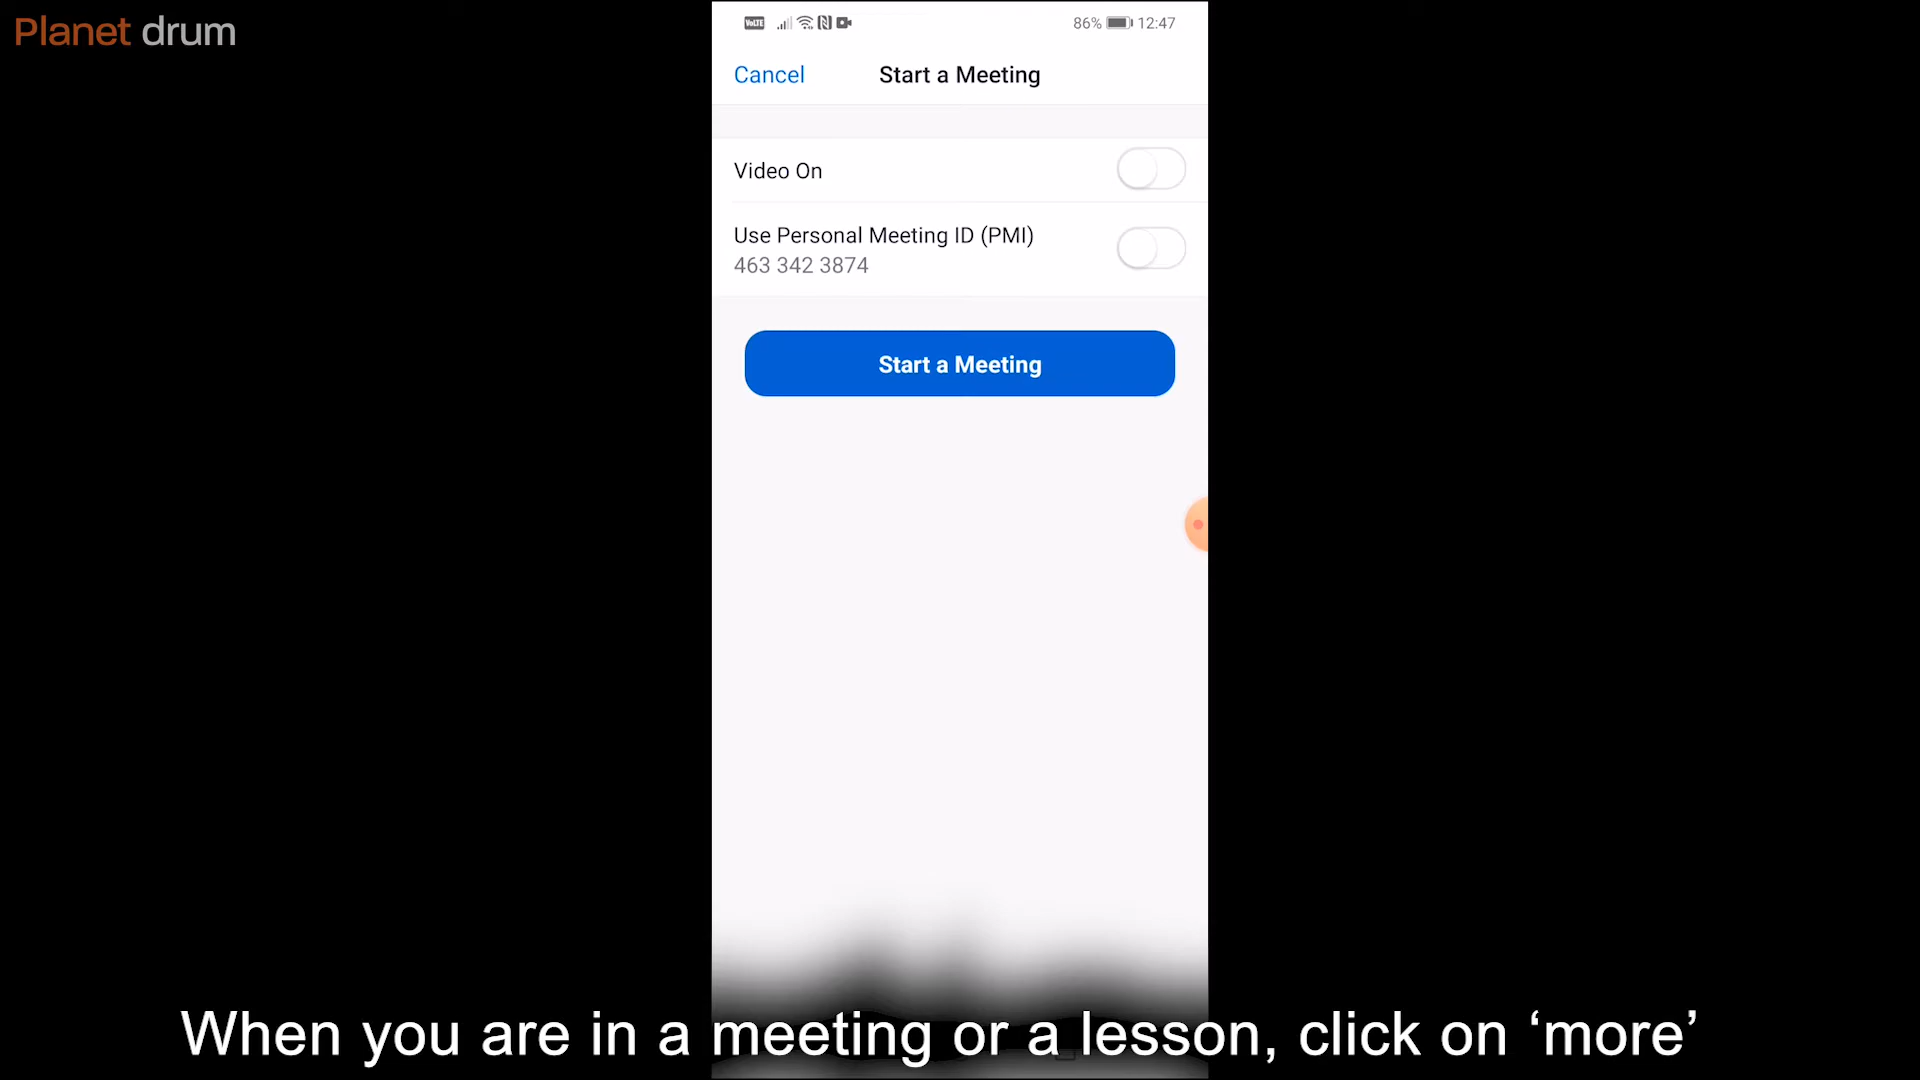 Planet drum
VoLTE
86% 12:47
Cancel
Start a Meeting
Video On
Use Personal Meeting ID (PMI)
463 342 3874
Start a Meeting
When you are in a meeting or a lesson, click on ‘more’